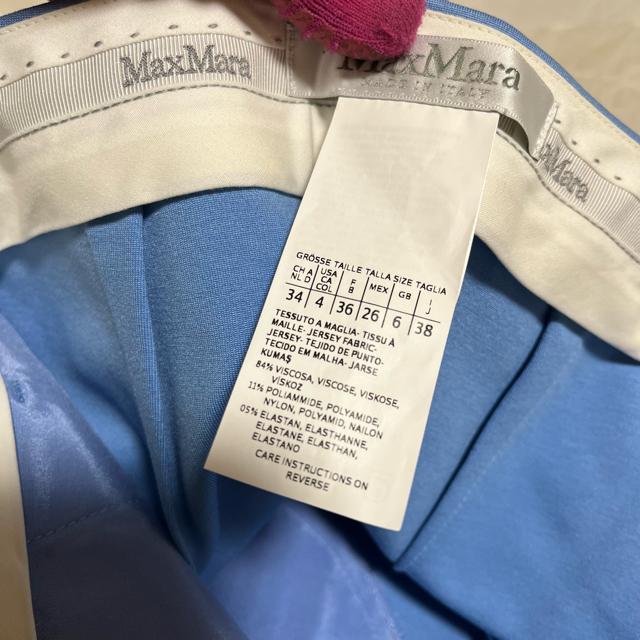 MaxMara
MaxMara
MADE IN ITALY
MaxMara
GRÖSSE TAILLE TALLA SIZE TAGLIA
CH A NL D
USA CA COL
F B
MEX
GB
I J
34 4 36 26 6 38
TESSUTO A MAGLIA- TISSU À
MAILLE- JERSEY FABRIC-
JERSEY- TEJIDO DE PUNTO-
TECIDO EM MALHA- JARSE
KUMAŞ
84% VISCOSA, VISCOSE, VISKOSE,
VISKOZ
11% POLIAMMIDE, POLYAMIDE,
NYLON, POLYAMID, NAILON
05% ELASTAN, ELASTHANNE,
ELASTANE, ELASTHAN,
ELASTANO
CARE INSTRUCTIONS ON
REVERSE